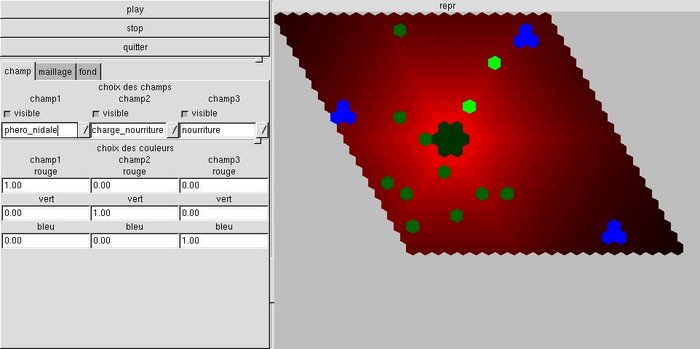 play
stop
quitter
champ maillage fond
choix des champs
champ1 champ2 champ3
visible visible visible
phero_nidale charge_nourriture nourriture
choix des couleurs
champ1 champ2 champ3
rouge rouge rouge
1.00 0.00 0.00
vert vert vert
0.00 1.00 0.00
bleu bleu bleu
0.00 0.00 1.00
repr